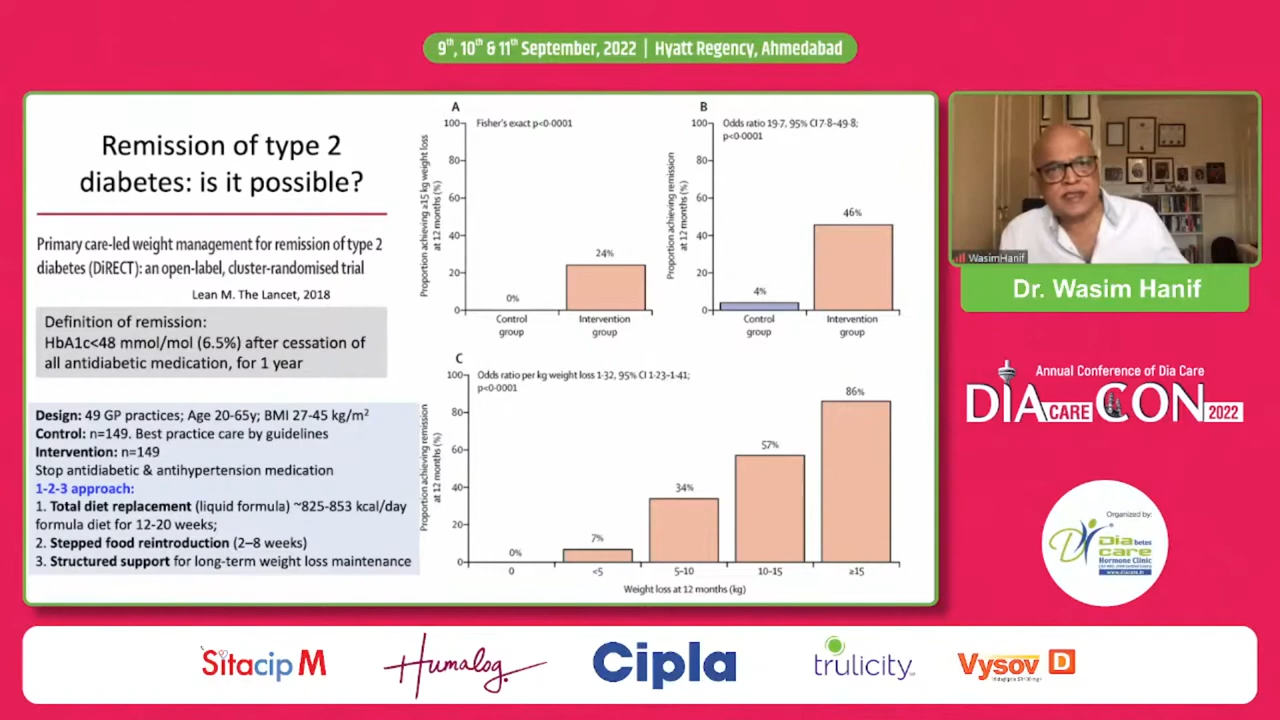 9th, 10th & 11th September, 2022 | Hyatt Regency, Ahmedabad
Remission of type 2
diabetes: is it possible?
Primary care-led weight management for remission of type 2
diabetes (DiRECT): an open-label, cluster-randomised trial
Lean M. The Lancet, 2018
Definition of remission:
HbA1c<48 mmol/mol (6.5%) after cessation of
all antidiabetic medication, for 1 year
Design: 49 GP practices; Age 20-65y; BMI 27-45 kg/m²
Control: n=149. Best practice care by guidelines
Intervention: n=149
Stop antidiabetic & antihypertension medication
1-2-3 approach:
1. Total diet replacement (liquid formula) ~825-853 kcal/day
formula diet for 12-20 weeks;
2. Stepped food reintroduction (2–8 weeks)
3. Structured support for long-term weight loss maintenance
A
Fisher's exact p<0·0001
Proportion achieving ≥15 kg weight loss
at 12 months (%)
100
80
60
40
20
0
0%
24%
Control
group
Intervention
group
B
Odds ratio 19·7, 95% CI 7·8–49·8;
p<0·0001
Proportion achieving remission
at 12 months (%)
100
80
60
40
20
0
4%
46%
Control
group
Intervention
group
C
Odds ratio per kg weight loss 1·32, 95% CI 1·23–1·41;
p<0·0001
Proportion achieving remission
at 12 months (%)
100
80
60
40
20
0
0%
7%
34%
57%
86%
0
<5
5–10
10–15
≥15
Weight loss at 12 months (kg)
WasimHanif
Dr. Wasim Hanif
Annual Conference of Dia Care
DIA CARE CON 2022
Organized by:
Diabetes
care
Hormone Clinic
www.diacare.in
Sitacip M
Humalog
Cipla
trulicity
Vysov D